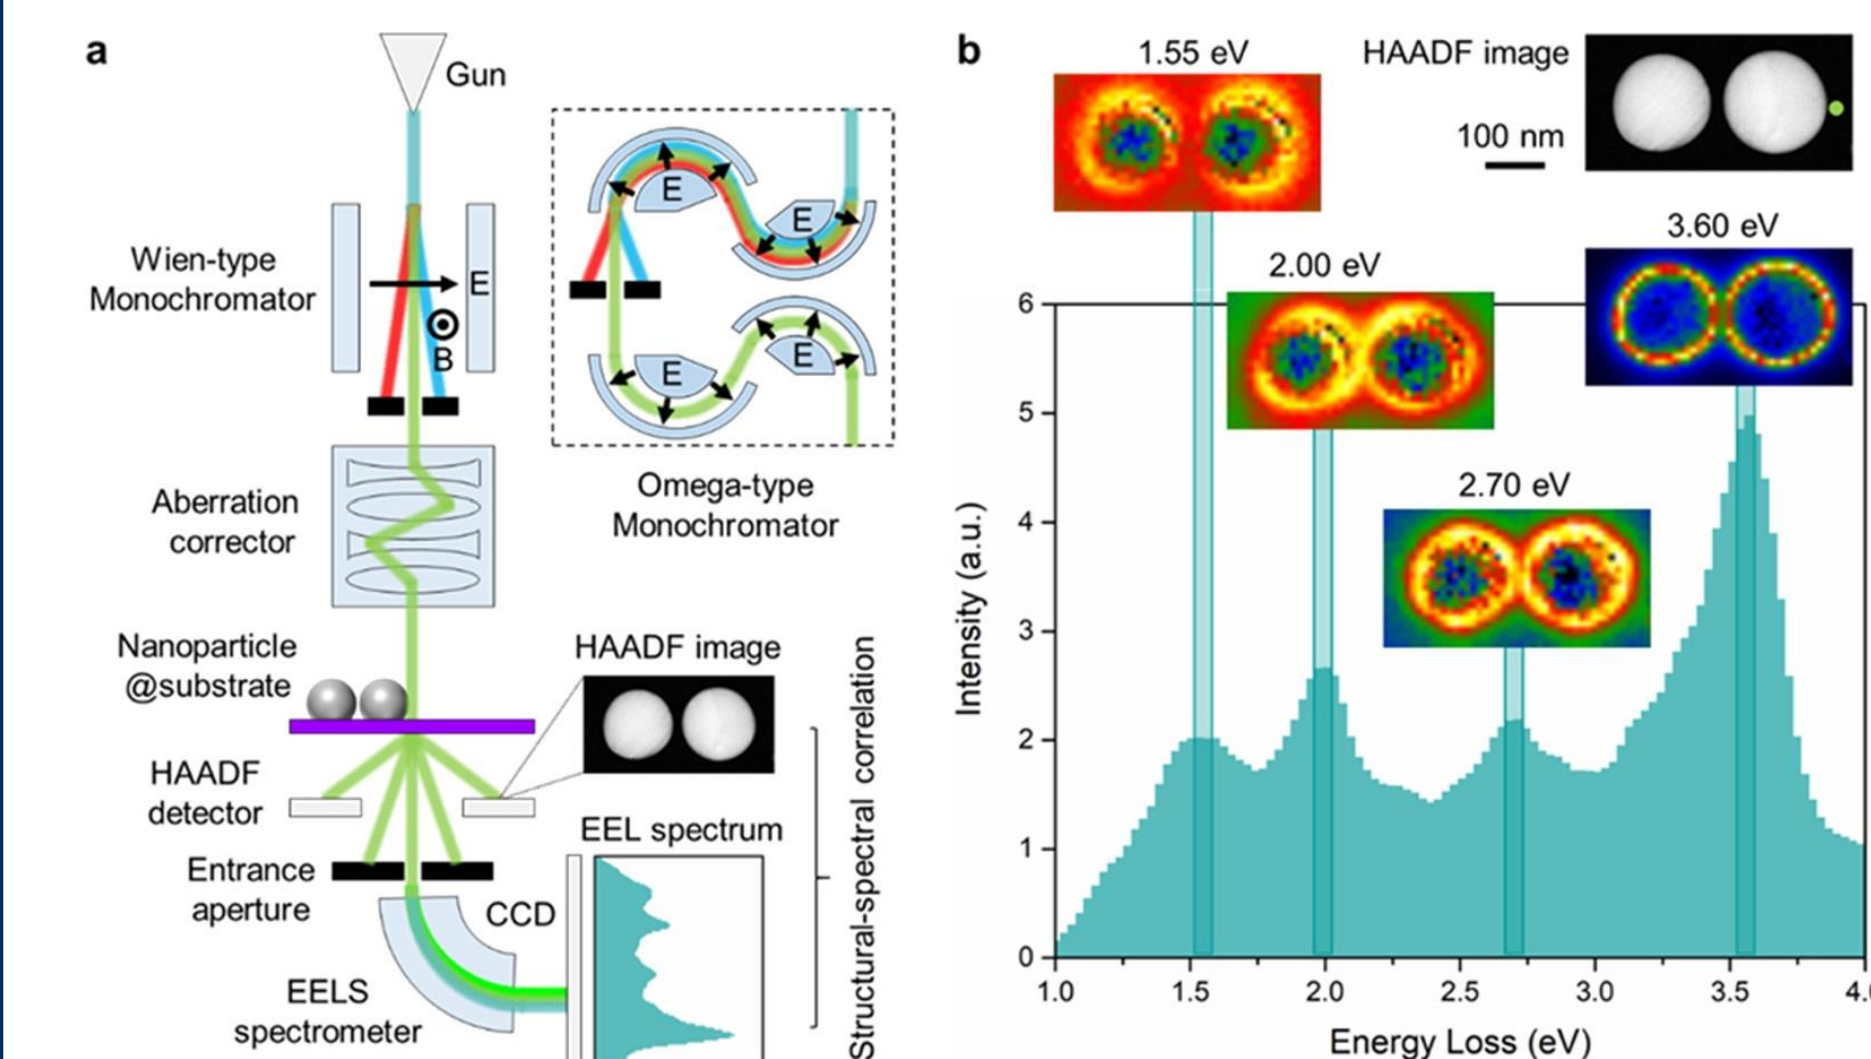 a
Gun
Wien-type
Monochromator
E
B
E
E
E
E
Omega-type
Monochromator
Aberration
corrector
Nanoparticle
@substrate
HAADF image
HAADF
detector
EEL spectrum
Entrance
aperture
CCD
EELS
spectrometer
Structural-spectral correlation
b
1.55 eV
HAADF image
100 nm
2.00 eV
3.60 eV
2.70 eV
Intensity (a.u.)
6
5
4
3
2
1
0
1.0
1.5
2.0
2.5
3.0
3.5
Energy Loss (eV)